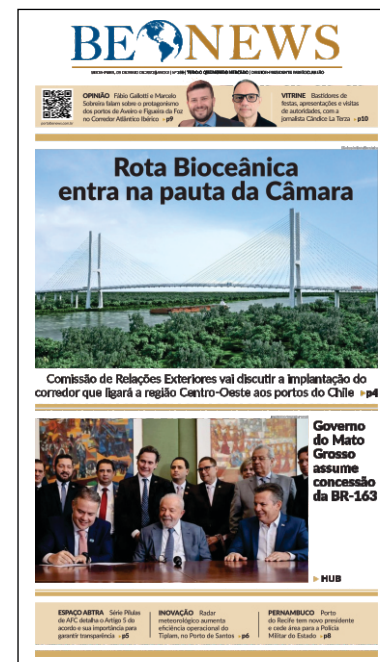 BE NEWS
OPINIÃO Fábio Gallotti e Marcelo
Sobreira falam sobre o protagonismo
dos portos de Aveiro e Figueira da Foz
no Corredor Atlântico Ibérico ▸p9
VITRINE Bastidores de
festas, apresentações e visitas
de autoridades, com a
jornalista Cândice La Terza ▸p10
Rota Bioceânica
entra na pauta da Câmara
Comissão de Relações Exteriores vai discutir a implantação do
corredor que ligará a região Centro-Oeste aos portos do Chile ▸p4
Governo
do Mato
Grosso
assume
concessão
da BR-163
▸ HUB
ESPAÇO ABTRA Série Pílulas
de AFC detalha o Artigo 5 do
acordo e sua importância para
garantir transparência ▸p5
INOVAÇÃO Radar
meteorológico aumenta
eficiência operacional do
Tiplam, no Porto de Santos ▸p6
PERNAMBUCO Porto
do Recife tem novo presidente
e cede área para a Polícia
Militar do Estado ▸p8